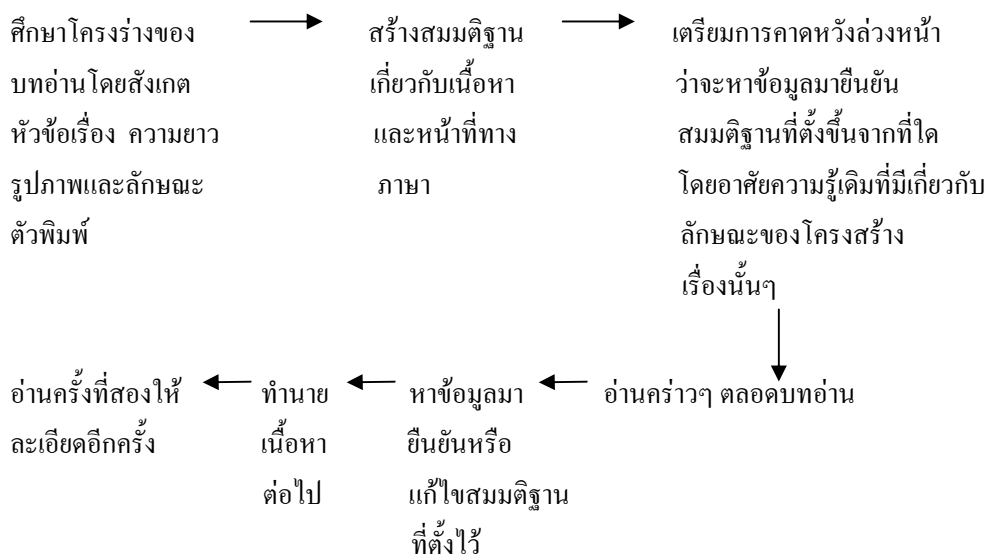 ศึกษาโครงร่างของ
บทอ่านโดยสังเกต
หัวข้อเรื่อง ความยาว
รูปภาพและลักษณะ
ตัวพิมพ์
สร้างสมมติฐาน
เกี่ยวกับเนื้อหา
และหน้าที่ทาง
ภาษา
เตรียมการคาดหวังล่วงหน้า
ว่าจะหาข้อมูลมายืนยัน
สมมติฐานที่ตั้งขึ้นจากที่ใด
โดยอาศัยความรู้เดิมที่มีเกี่ยวกับ
ลักษณะของโครงสร้าง
เรื่องนั้นๆ
อ่านคร่าวๆ ตลอดบทอ่าน
หาข้อมูลมา
ยืนยันหรือ
แก้ไขสมมติฐาน
ที่ตั้งไว้
ทำนาย
เนื้อหา
ต่อไป
อ่านครั้งที่สองให้
ละเอียดอีกครั้ง